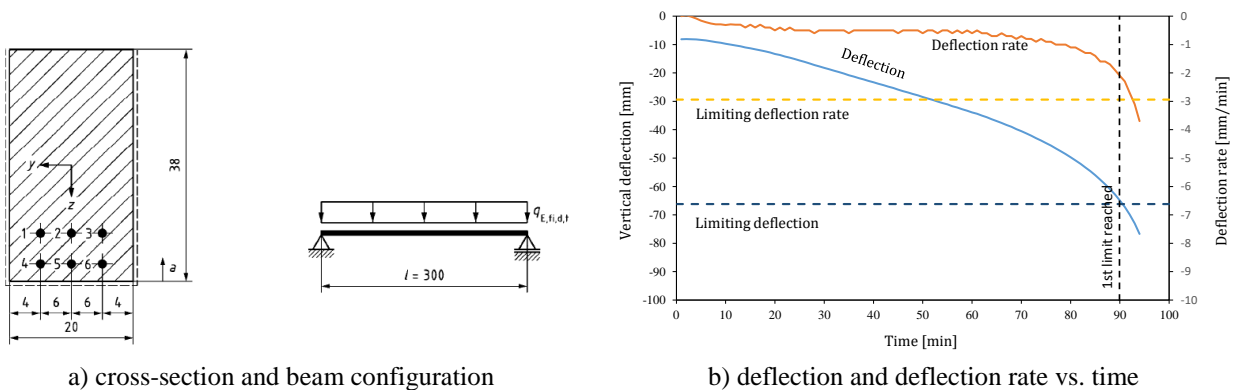 38
y
z
1 2 3
4 5 6
a
4 6 6 4
20
q E,fi,d,t
l = 300
a) cross-section and beam configuration
Vertical deflection [mm]
0
-10
-20
-30
-40
-50
-60
-70
-80
-90
-100
0 10 20 30 40 50 60 70 80 90 100
Time [min]
Deflection
Deflection rate
Limiting deflection rate
Limiting deflection
1st limit reached
0
-1
-2
-3
-4
-5
-6
-7
-8
-9
-10
Deflection rate [mm/min]
b) deflection and deflection rate vs. time